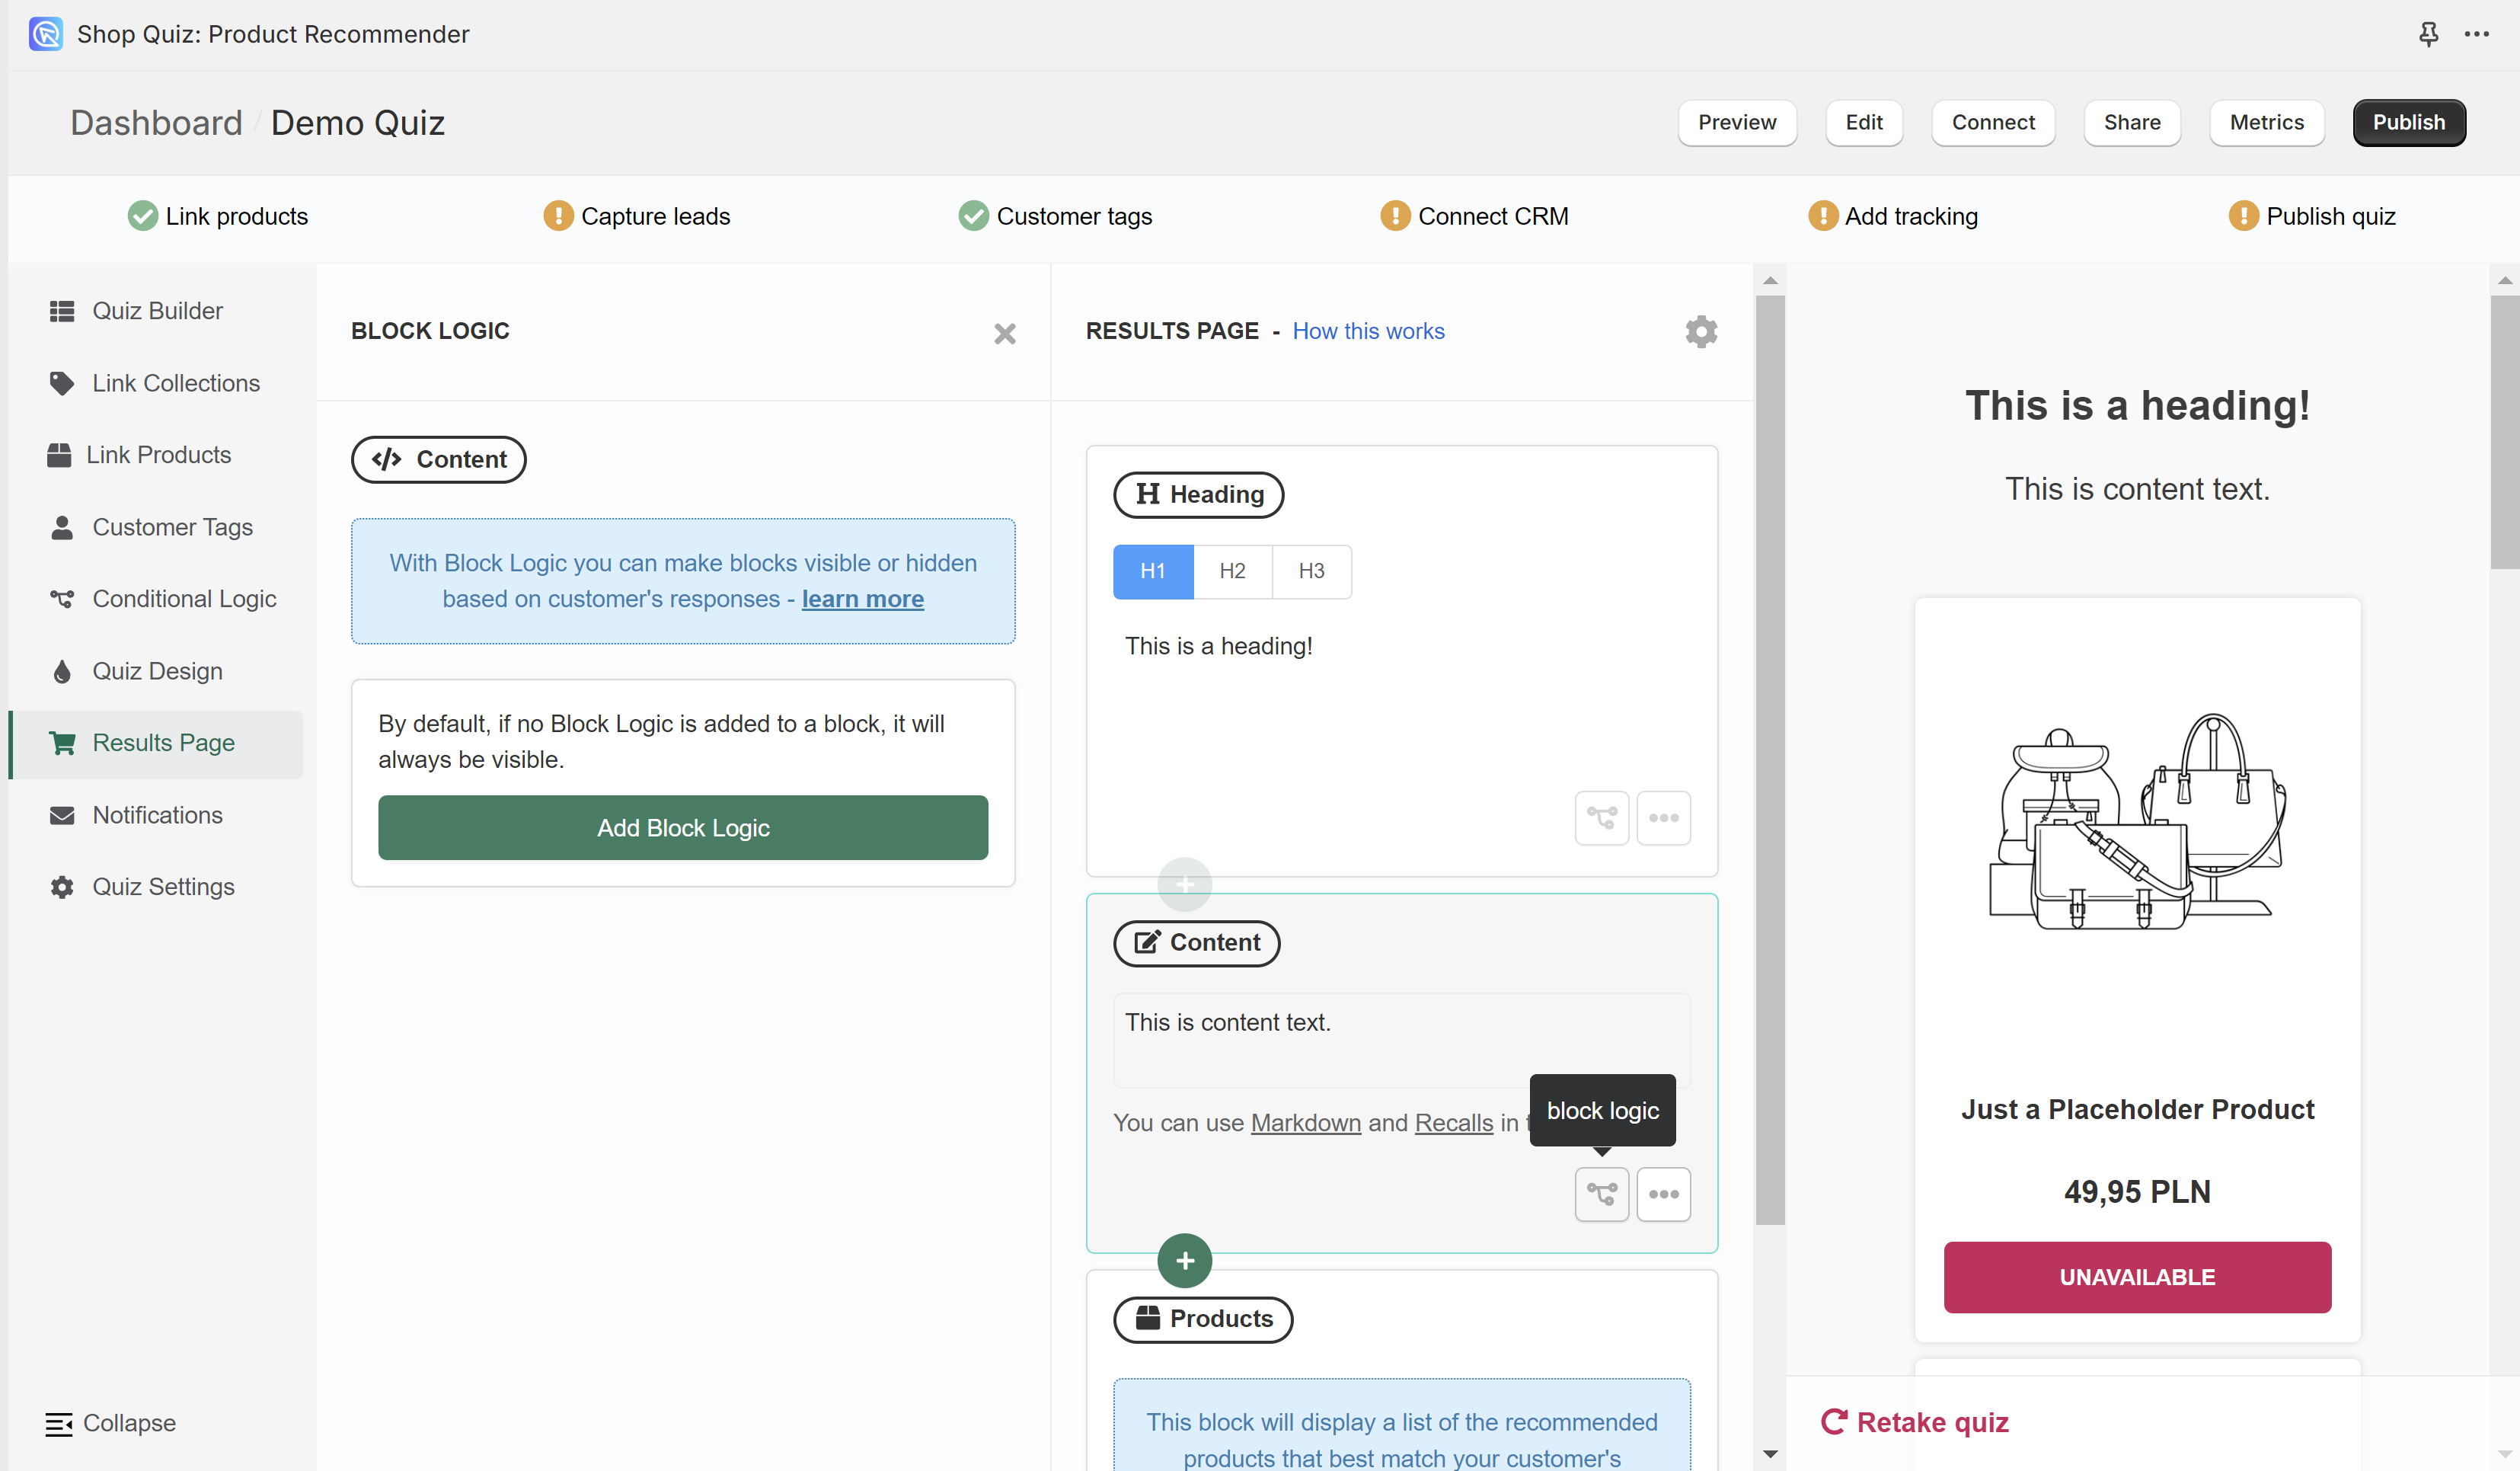 Shop Quiz: Product Recommender
Dashboard / Demo Quiz
Preview
Edit
Connect
Share
Metrics
Publish
Link products
Capture leads
Customer tags
Connect CRM
Add tracking
Publish quiz
Quiz Builder
Link Collections
Link Products
Customer Tags
Conditional Logic
Quiz Design
Results Page
Notifications
Quiz Settings
Collapse
BLOCK LOGIC
Content
With Block Logic you can make blocks visible or hidden
based on customer's responses - learn more
By default, if no Block Logic is added to a block, it will
always be visible.
Add Block Logic
RESULTS PAGE - How this works
Heading
H1
H2
H3
This is a heading!
Content
This is content text.
You can use Markdown and Recalls in
block logic
Products
This block will display a list of the recommended
products that best match your customer's
This is a heading!
This is content text.
Just a Placeholder Product
49,95 PLN
UNAVAILABLE
Retake quiz